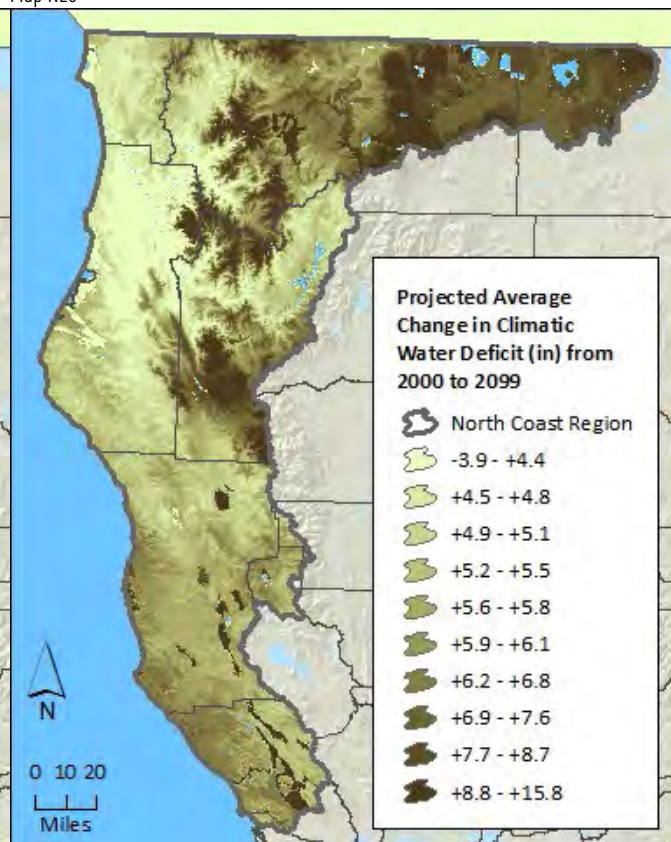 Projected Average
Change in Climatic
Water Deficit (in) from
2000 to 2099
North Coast Region
-3.9 - +4.4
+4.5 - +4.8
+4.9 - +5.1
+5.2 - +5.5
+5.6 - +5.8
+5.9 - +6.1
+6.2 - +6.8
+6.9 - +7.6
+7.7 - +8.7
+8.8 - +15.8
N
0 10 20
Miles